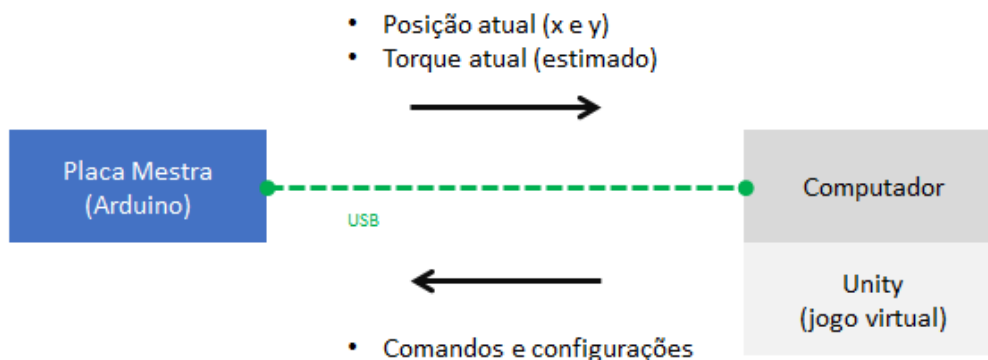 • Posição atual (x e y)
• Torque atual (estimado)
Placa Mestra
(Arduino)
Computador
USB
Unity
(jogo virtual)
• Comandos e configurações